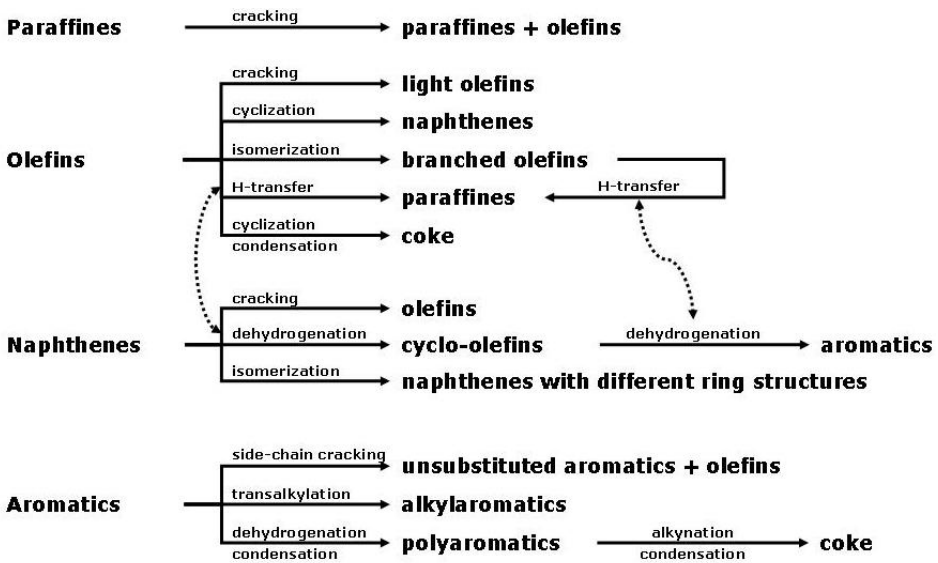 cracking
Paraffines paraffines + olefins
cracking
light olefins
cyclization
naphthenes
isomerization
Olefins branched olefins
H-transfer H-transfer
paraffines
cyclization
coke
condensation
cracking
olefins
dehydrogenation dehydrogenation
Naphthenes cyclo-olefins aromatics
isomerization
naphthenes with different ring structures
side-chain cracking
unsubstituted aromatics + olefins
transalkylation
Aromatics alkylaromatics
dehydrogenation alkynation
polyaromatics coke
condensation condensation